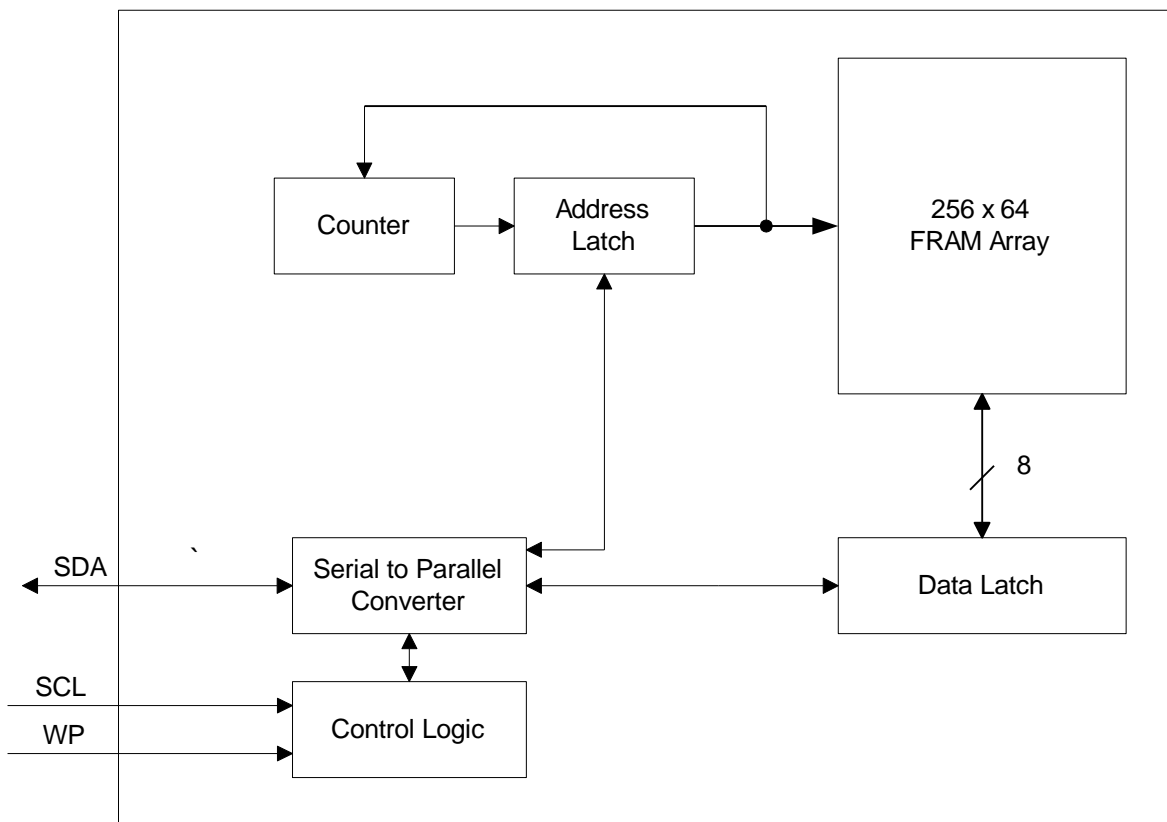 Counter
Address
Latch
256 x 64
FRAM Array
8
`
SDA
Serial to Parallel
Converter
Data Latch
SCL
WP
Control Logic